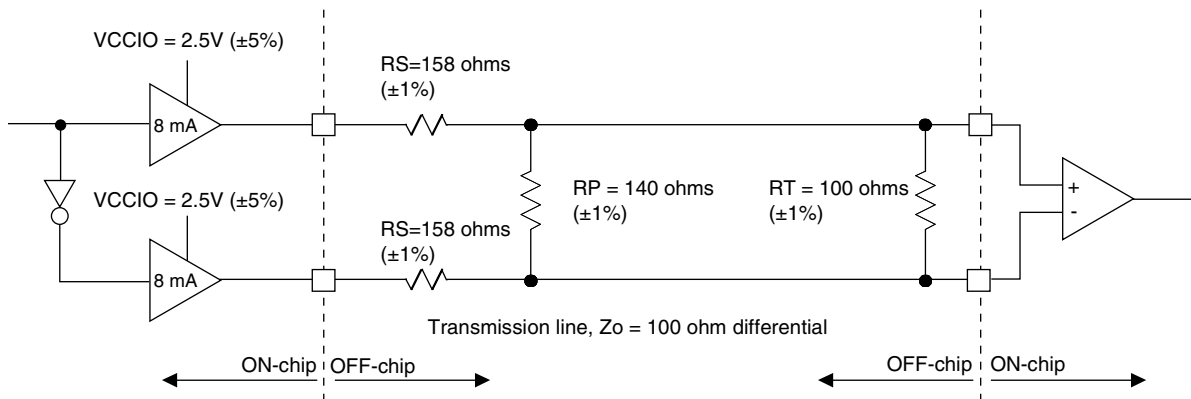 VCCIO = 2.5V (±5%)
RS=158 ohms
(±1%)
8 mA
VCCIO = 2.5V (±5%)
RP = 140 ohms
(±1%)
RT = 100 ohms
(±1%)
+
-
RS=158 ohms
(±1%)
8 mA
Transmission line, Zo = 100 ohm differential
ON-chip
OFF-chip
OFF-chip
ON-chip